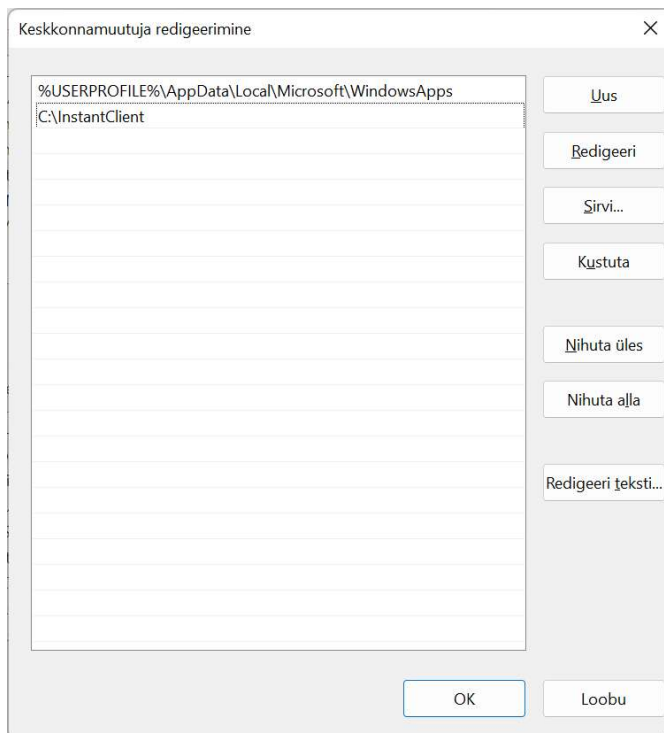 Keskkonnamuutuja redigeerimine
%USERPROFILE%\AppData\Local\Microsoft\WindowsApps
C:\InstantClient
Uus
Redigeeri
Sirvi...
Kustuta
Nihuta üles
Nihuta alla
Redigeeri teksti...
OK
Loobu